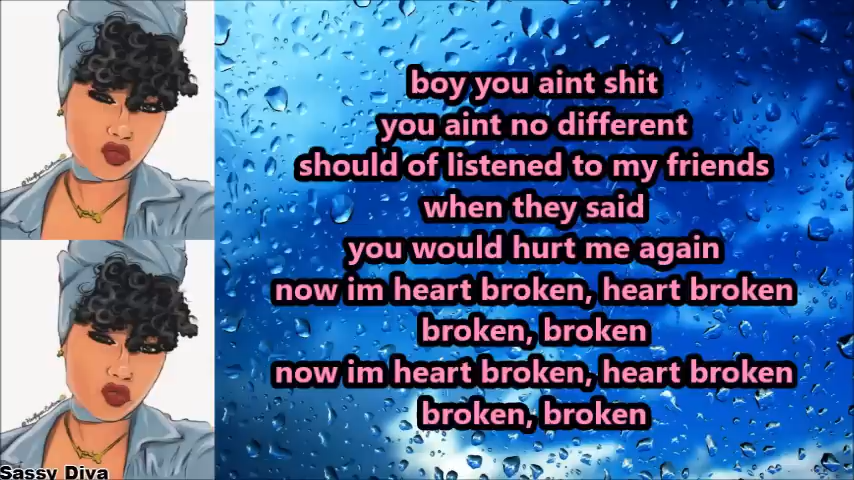 boy you aint shit
you aint no different
should of listened to my friends
when they said
you would hurt me again
now im heart broken, heart broken
broken, broken
now im heart broken, heart broken
broken, broken
Sassy Diva